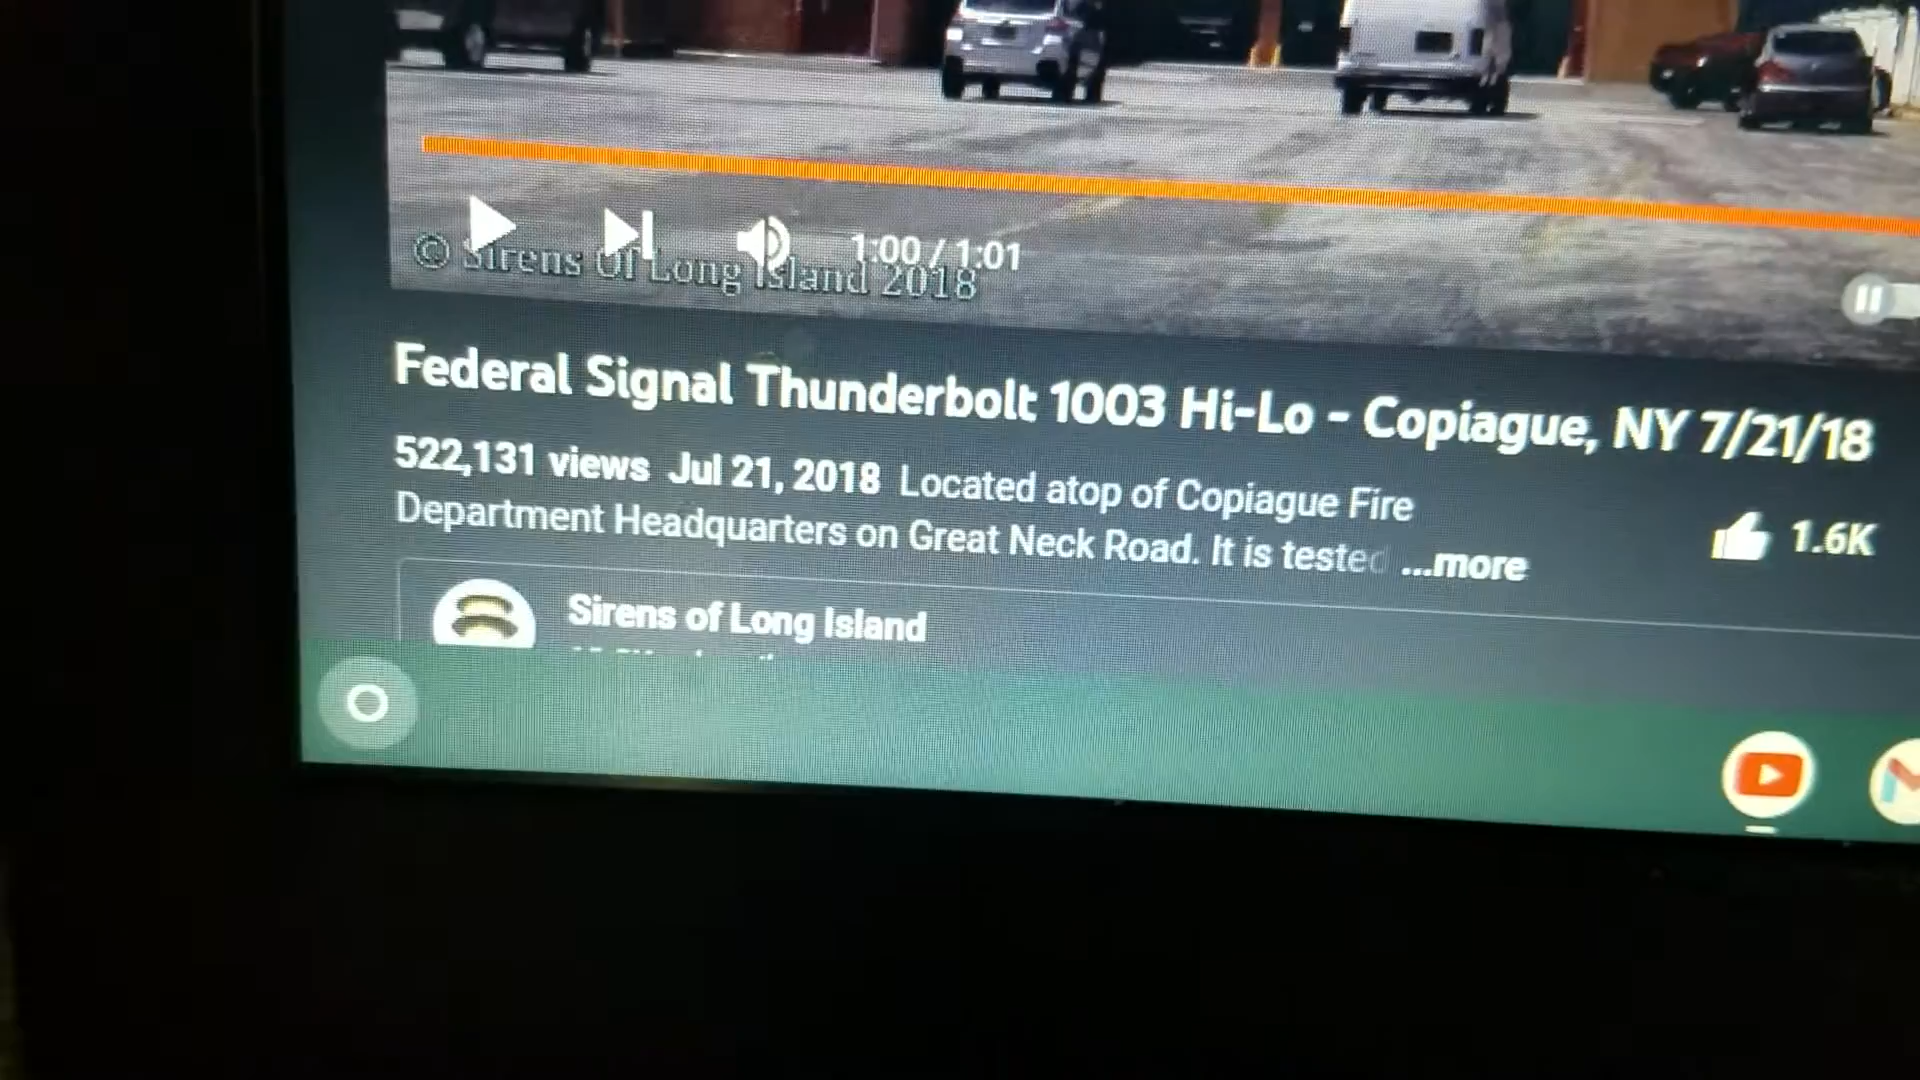 1:00 / 1:01
© Sirens Of Long Island 2018
Federal Signal Thunderbolt 1003 Hi-Lo - Copiague, NY 7/21/18
522,131 views Jul 21, 2018 Located atop of Copiague Fire
Department Headquarters on Great Neck Road. It is tested ...more
1.6K
Sirens of Long Island